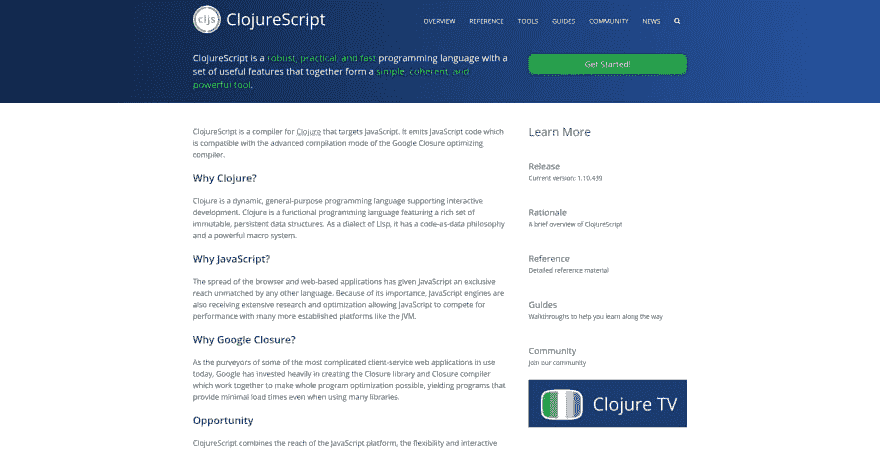 cljs
ClojureScript
OVERVIEW
REFERENCE
TOOLS
GUIDES
COMMUNITY
NEWS
ClojureScript is a robust, practical, and fast programming language with a
set of useful features that together form a simple, coherent, and
powerful tool.
Get Started!
ClojureScript is a compiler for Clojure that targets JavaScript. It emits JavaScript code which
is compatible with the advanced compilation mode of the Google Closure optimizing
compiler.
Why Clojure?
Clojure is a dynamic, general-purpose programming language supporting interactive
development. Clojure is a functional programming language featuring a rich set of
immutable, persistent data structures. As a dialect of Lisp, it has a code-as-data philosophy
and a powerful macro system.
Why JavaScript?
The spread of the browser and web-based applications has given JavaScript an exclusive
reach unmatched by any other language. Because of its importance, JavaScript engines are
also receiving extensive research and optimization allowing JavaScript to compete for
performance with many more established platforms like the JVM.
Why Google Closure?
As the purveyors of some of the most complicated client-service web applications in use
today, Google has invested heavily in creating the Closure library and Closure compiler
which work together to make whole program optimization possible, yielding programs that
provide minimal load times even when using many libraries.
Opportunity
ClojureScript combines the reach of the JavaScript platform, the flexibility and interactive
Learn More
Release
Current version: 1.10.439
Rationale
A brief overview of ClojureScript
Reference
Detailed reference material
Guides
Walkthroughs to help you learn along the way
Community
Join our community
Clojure TV